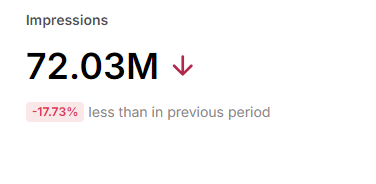 Impressions
72.03M
-17.73% less than in previous period